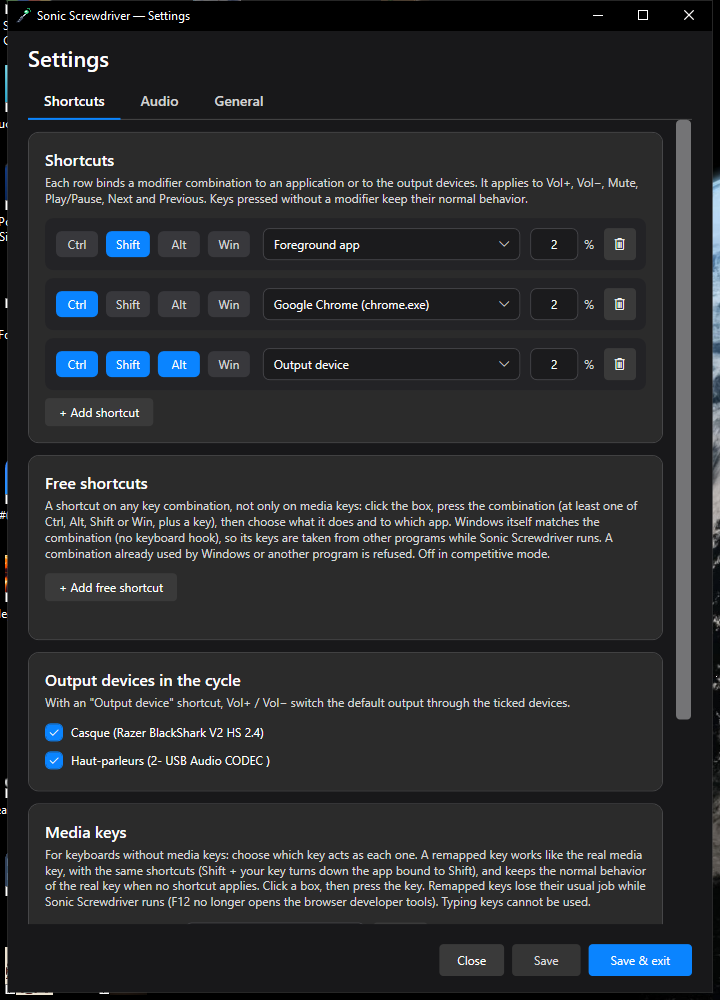 Sonic Screwdriver — Settings
Settings
Shortcuts Audio General
Shortcuts
Each row binds a modifier combination to an application or to the output devices. It applies to Vol+, Vol−, Mute,
Play/Pause, Next and Previous. Keys pressed without a modifier keep their normal behavior.
Ctrl Shift Alt Win Foreground app 2 %
Ctrl Shift Alt Win Google Chrome (chrome.exe) 2 %
Ctrl Shift Alt Win Output device 2 %
+ Add shortcut
Free shortcuts
A shortcut on any key combination, not only on media keys: click the box, press the combination (at least one of
Ctrl, Alt, Shift or Win, plus a key), then choose what it does and to which app. Windows itself matches the
combination (no keyboard hook), so its keys are taken from other programs while Sonic Screwdriver runs. A
combination already used by Windows or another program is refused. Off in competitive mode.
+ Add free shortcut
Output devices in the cycle
With an "Output device" shortcut, Vol+ / Vol− switch the default output through the ticked devices.
Casque (Razer BlackShark V2 HS 2.4)
Haut-parleurs (2- USB Audio CODEC )
Media keys
For keyboards without media keys: choose which key acts as each one. A remapped key works like the real media
key, with the same shortcuts (Shift + your key turns down the app bound to Shift), and keeps the normal behavior
of the real key when no shortcut applies. Click a box, then press the key. Remapped keys lose their usual job while
Sonic Screwdriver runs (F12 no longer opens the browser developer tools). Typing keys cannot be used.
Close Save Save & exit